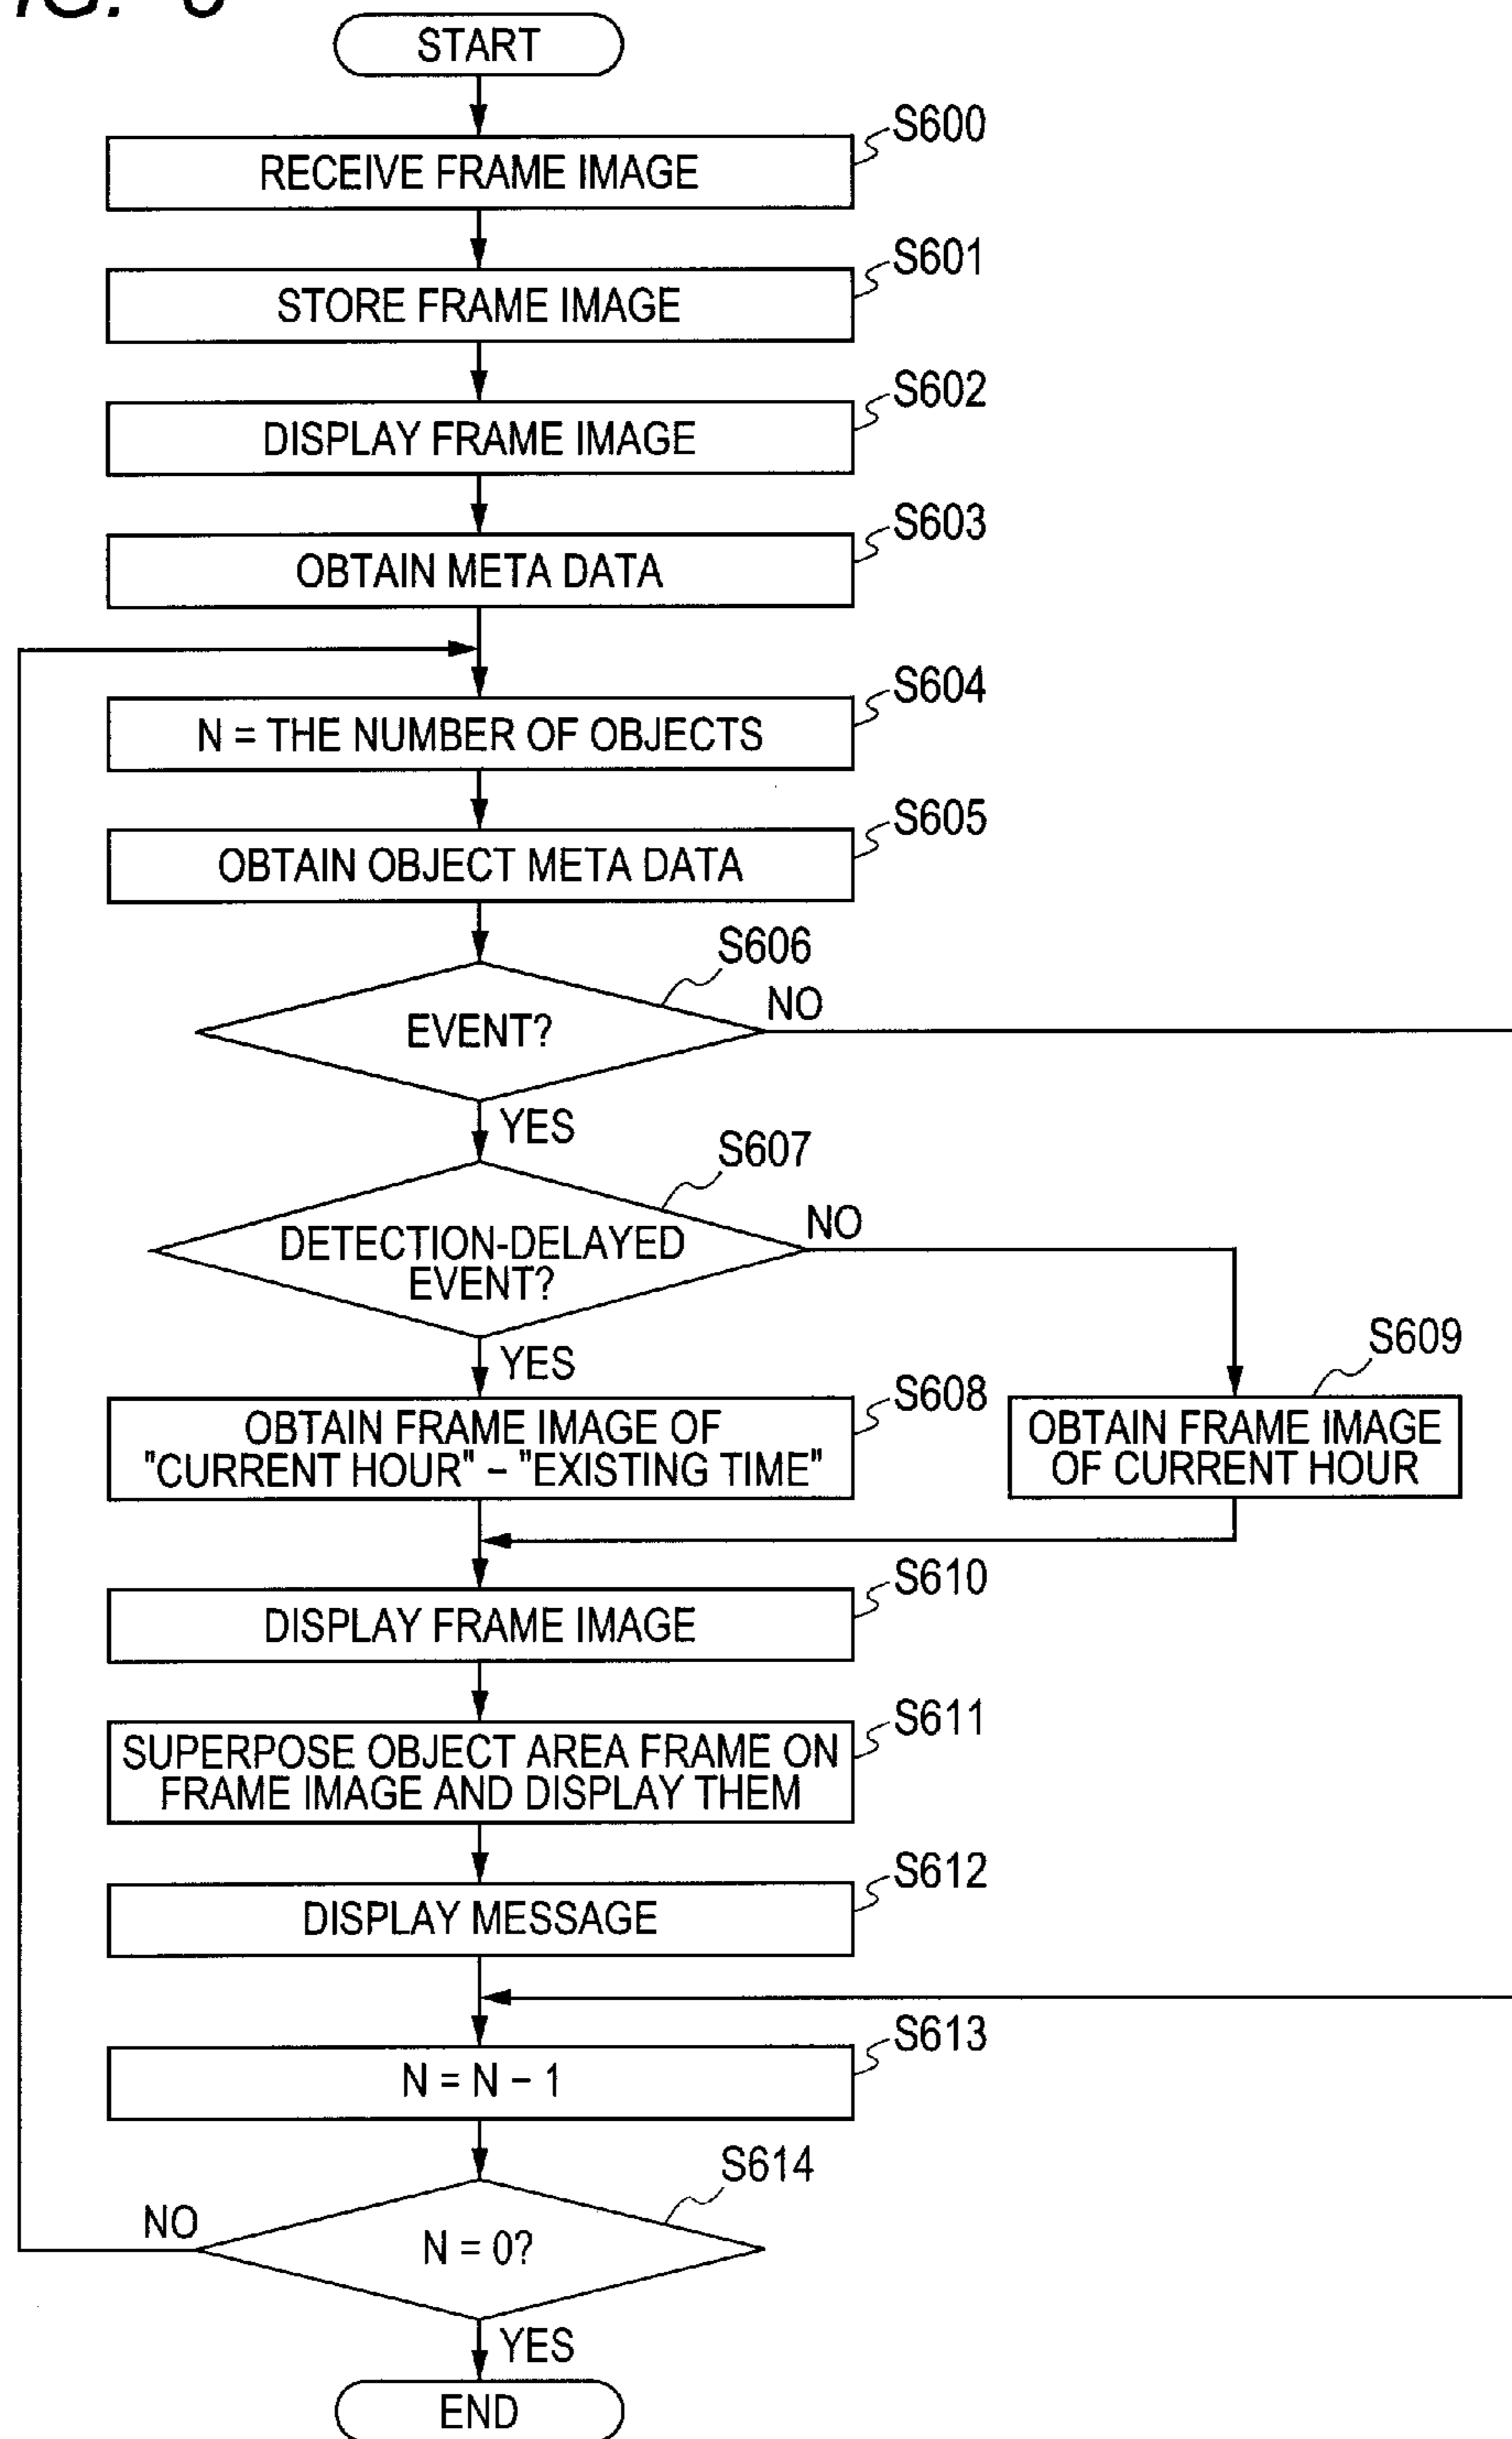 START
S600
RECEIVE FRAME IMAGE
S601
STORE FRAME IMAGE
S602
DISPLAY FRAME IMAGE
S603
OBTAIN META DATA
S604
N = THE NUMBER OF OBJECTS
S605
OBTAIN OBJECT META DATA
S606
EVENT?
NO
YES
S607
DETECTION-DELAYED
EVENT?
NO
YES
S608
OBTAIN FRAME IMAGE OF
"CURRENT HOUR" – "EXISTING TIME"
S609
OBTAIN FRAME IMAGE
OF CURRENT HOUR
S610
DISPLAY FRAME IMAGE
S611
SUPERPOSE OBJECT AREA FRAME ON
FRAME IMAGE AND DISPLAY THEM
S612
DISPLAY MESSAGE
S613
N = N – 1
S614
N = 0?
NO
YES
END